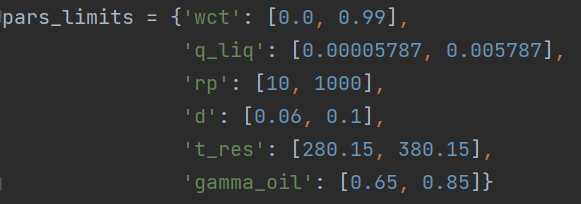 pars_limits = {'wct': [0.0, 0.99],
'q_liq': [0.00005787, 0.005787],
'rp': [10, 1000],
'd': [0.06, 0.1],
't_res': [280.15, 380.15],
'gamma_oil': [0.65, 0.85]}